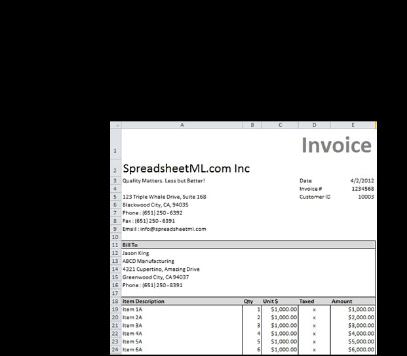 A B C D E
1 Invoice
2 SpreadsheetML.com Inc
3 Quality Matters. Less but Better! Date 4/2/2012
4 Invoice # 1234568
5 123 Triple Whale Drive, Suite 168 Customer ID 10003
6 Blackwood City, CA, 94035
7 Phone : (651) 250 - 6392
8 Fax : (651) 250 - 6391
9 Email : info@spreadsheetml.com
10
11 Bill To
12 Jason King
13 ABCD Manufacturing
14 4321 Cupertino, Amazing Drive
15 Greenwood City, CA 94037
16 Phone : (651) 250 - 8391
17
18 Item Description Qty Unit $ Taxed Amount
19 Item 1A 1 $1,000.00 x $1,000.00
20 Item 2A 2 $1,000.00 x $2,000.00
21 Item 3A 3 $1,000.00 x $3,000.00
22 Item 4A 4 $1,000.00 x $4,000.00
23 Item 5A 5 $1,000.00 x $5,000.00
24 Item 6A 6 $1,000.00 x $6,000.00